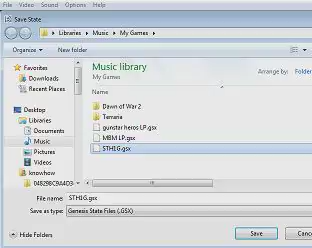 File Video Sound Options Help
Save State
Libraries Music My Games
Organize New folder
Favorites
Downloads
Recent Places
Desktop
Libraries
Documents
Music
Pictures
Videos
knowhow
Music library
My Games
Arrange by: Folder
Name
Dawn of War 2
Terraria
gunstar heros LP.gsx
MBM LP.gsx
STH1G.gsx
File name: STH1G.gsx
Save as type: Genesis State Files (.GSX)
Hide Folders
Save
Cance